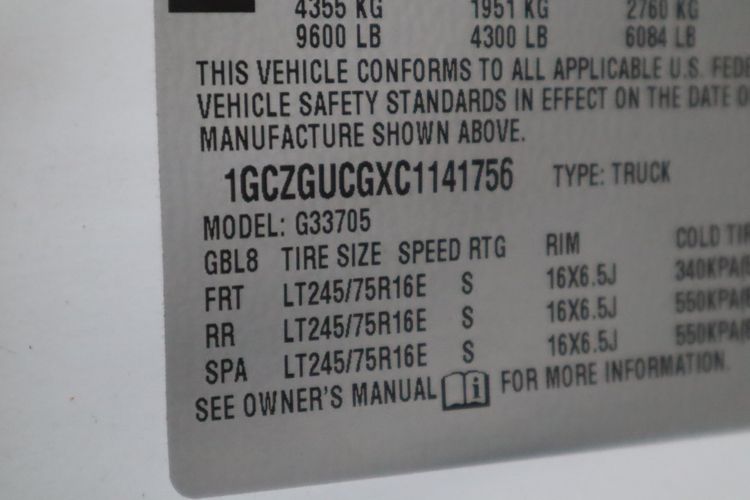 4355 KG 1951 KG 2760 KG
9600 LB 4300 LB 6084 LB
THIS VEHICLE CONFORMS TO ALL APPLICABLE U.S. FEDE
VEHICLE SAFETY STANDARDS IN EFFECT ON THE DATE O
MANUFACTURE SHOWN ABOVE.
1GCZGUCGXC1141756 TYPE: TRUCK
MODEL: G33705
GBL8 TIRE SIZE SPEED RTG RIM COLD TIR
FRT LT245/75R16E S 16X6.5J 340KPA/
RR LT245/75R16E S 16X6.5J 550KPA/
SPA LT245/75R16E S 16X6.5J 550KPA/
SEE OWNER'S MANUAL i FOR MORE INFORMATION.